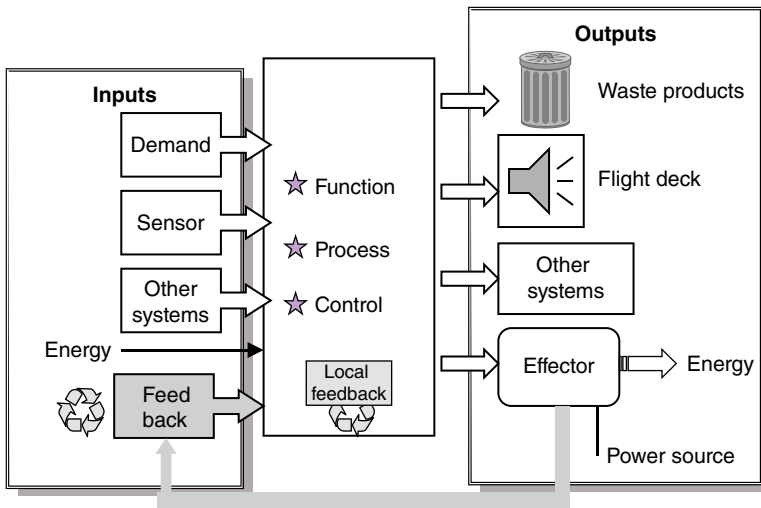 Inputs
Demand
Sensor
Other
systems
Energy
Feed
back
Function
Process
Control
Local
feedback
Outputs
Waste products
Flight deck
Other
systems
Effector
Energy
Power source